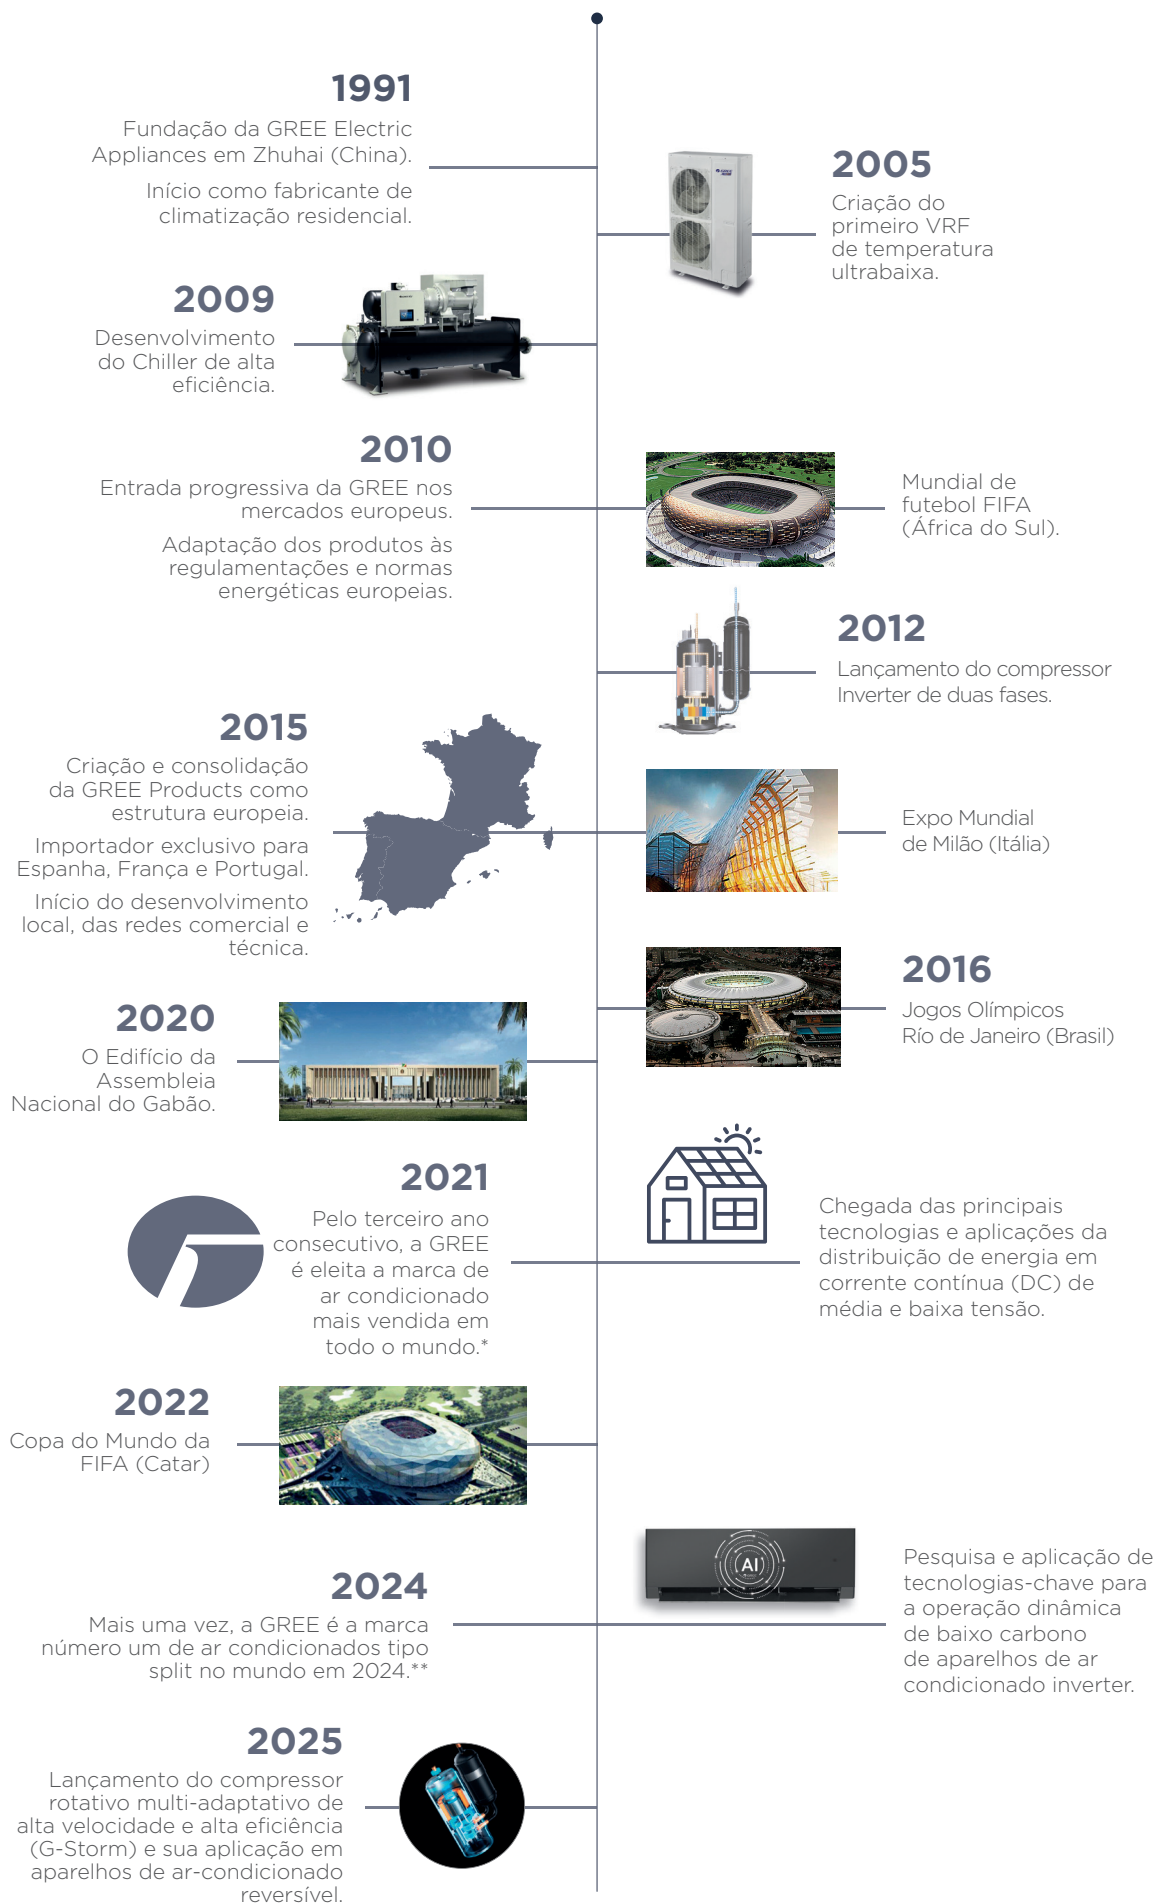 1991
Fundação da GREE Electric
Appliances em Zhuhai (China).
Início como fabricante de
climatização residencial.
2005
Criação do
primeiro VRF
de temperatura
ultrabaixa.
2009
Desenvolvimento
do Chiller de alta
eficiência.
2010
Entrada progressiva da GREE nos
mercados europeus.
Adaptação dos produtos às
regulamentações e normas
energéticas europeias.
Mundial de
futebol FIFA
(África do Sul).
2012
Lançamento do compressor
Inverter de duas fases.
2015
Criação e consolidação
da GREE Products como
estrutura europeia.
Importador exclusivo para
Espanha, França e Portugal.
Início do desenvolvimento
local, das redes comercial e
técnica.
Expo Mundial
de Milão (Itália)
2016
Jogos Olímpicos
Río de Janeiro (Brasil)
2020
O Edifício da
Assembleia
Nacional do Gabão.
2021
Pelo terceiro ano
consecutivo, a GREE
é eleita a marca de
ar condicionado
mais vendida em
todo o mundo.*
Chegada das principais
tecnologias e aplicações da
distribuição de energia em
corrente contínua (DC) de
média e baixa tensão.
2022
Copa do Mundo da
FIFA (Catar)
AI
2024
Mais uma vez, a GREE é a marca
número um de ar condicionados tipo
split no mundo em 2024.**
Pesquisa e aplicação de
tecnologias-chave para
a operação dinâmica
de baixo carbono
de aparelhos de ar
condicionado inverter.
2025
Lançamento do compressor
rotativo multi-adaptativo de
alta velocidade e alta eficiência
(G-Storm) e sua aplicação em
aparelhos de ar-condicionado
reversível.